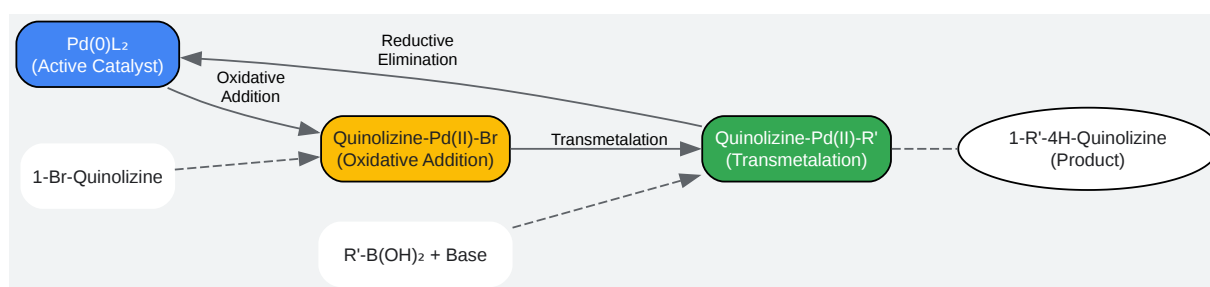 Pd(0)L₂
(Active Catalyst)
Reductive
Elimination
Oxidative
Addition
Quinolizine-Pd(II)-Br
(Oxidative Addition)
Transmetalation
Quinolizine-Pd(II)-R'
(Transmetalation)
1-R'-4H-Quinolizine
(Product)
1-Br-Quinolizine
R'-B(OH)₂ + Base